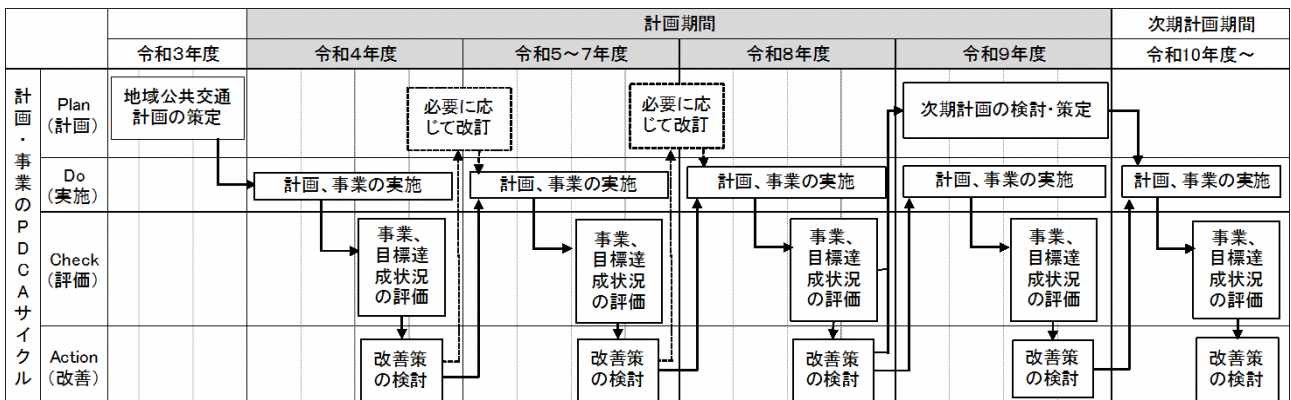 計画期間
次期計画期間
令和3年度
令和4年度
令和5～7年度
令和8年度
令和9年度
令和10年度～
計画・事業のPDCAサイクル
Plan
（計画）
地域公共交通
計画の策定
必要に応
じて改訂
必要に応
じて改訂
次期計画の検討・策定
Do
（実施）
計画、事業の実施
計画、事業の実施
計画、事業の実施
計画、事業の実施
計画、事業の実施
Check
（評価）
事業、
目標達
成状況
の評価
事業、
目標達
成状況
の評価
事業、
目標達
成状況
の評価
事業、
目標達
成状況
の評価
事業、
目標達
成状況
の評価
Action
（改善）
改善策
の検討
改善策
の検討
改善策
の検討
改善策
の検討
改善策
の検討